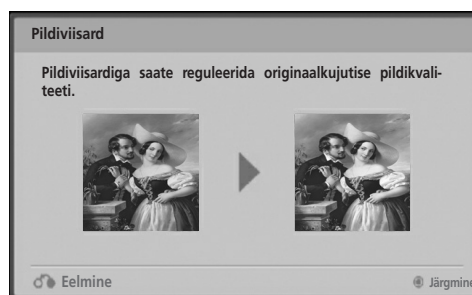 Pildiviisard
Pildiviisardiga saate reguleerida originaalkujutise pildikvali-
teeti.
Eelmine
Järgmine